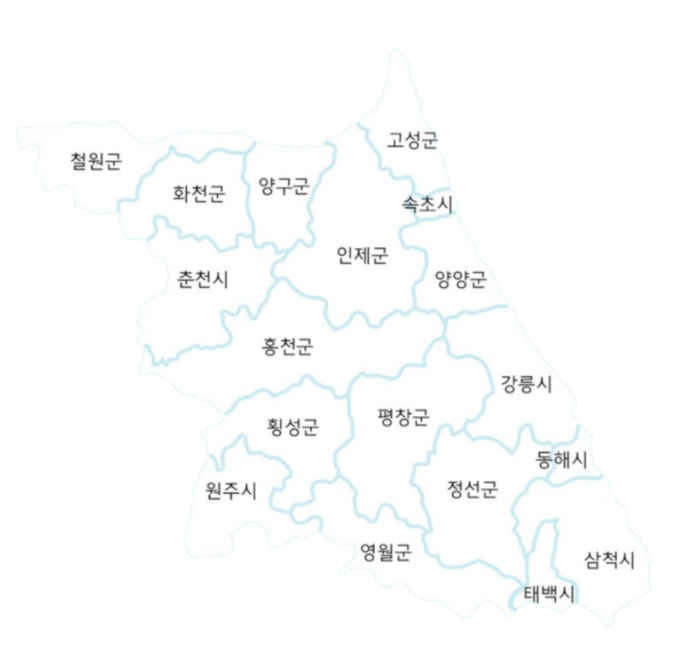 고성군
철원군
화천군
양구군
속초시
인제군
춘천시
양양군
홍천군
강릉시
평창군
횡성군
동해시
정선군
원주시
영월군
삼척시
태백시